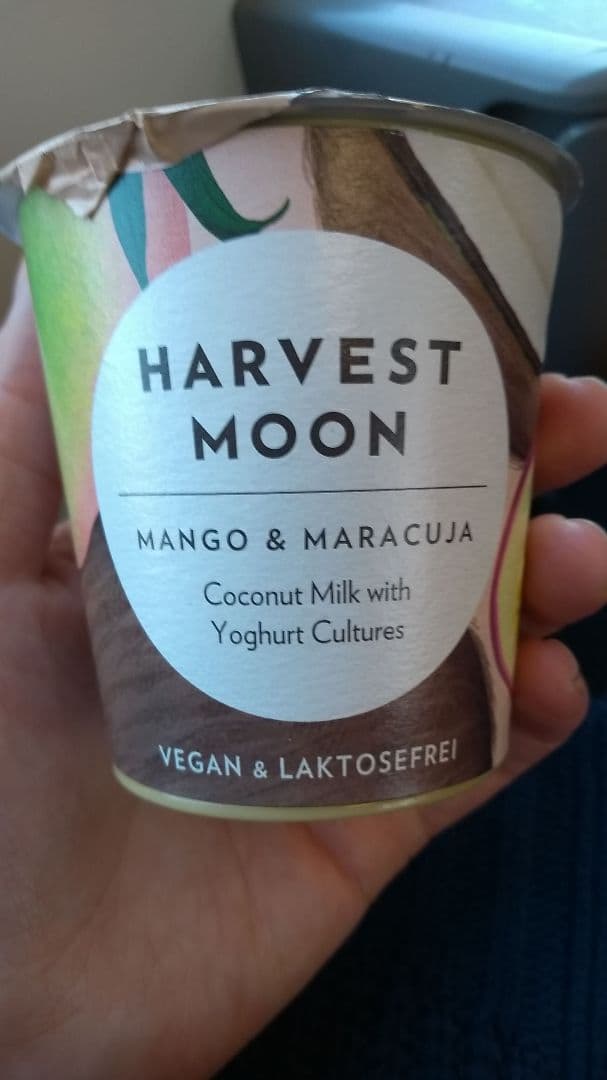 HARVEST
MOON
MANGO & MARACUJA
Coconut Milk with
Yoghurt Cultures
VEGAN & LAKTOSEFREI